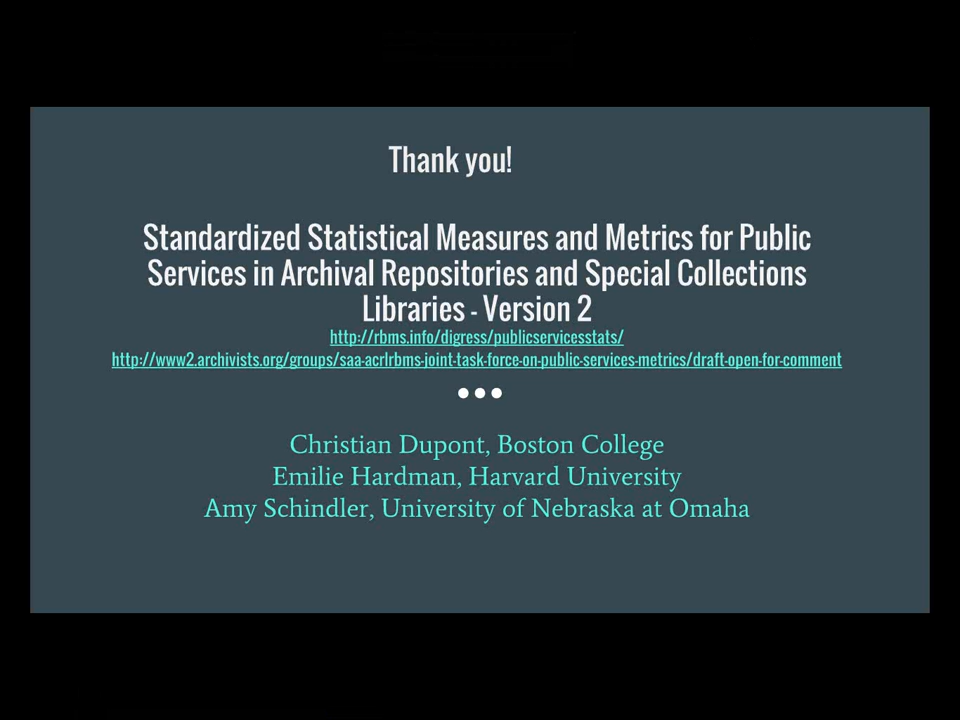 Thank you!
Standardized Statistical Measures and Metrics for Public
Services in Archival Repositories and Special Collections
Libraries - Version 2
http://rbms.info/digress/publicservicesstats/
http://www2.archivists.org/groups/saa-acrlrbms-joint-task-force-on-public-services-metrics/draft-open-for-comment
Christian Dupont, Boston College
Emilie Hardman, Harvard University
Amy Schindler, University of Nebraska at Omaha